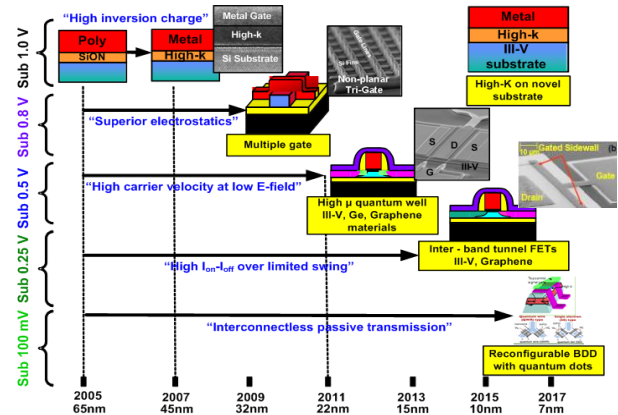 "High inversion charge"
Sub 1.0 V
Poly
SiON
Metal
High-k
Metal Gate
High-k
Si Substrate
Si Fins
Non-planar
Tri-Gate
Metal
High-k
III-V
substrate
High-K on novel
substrate
Sub 0.8 V
"Superior electrostatics"
Multiple gate
S
D
S
G
III-V
(b
10 µm
Gated Sidewall
Gate
Drain
Sub 0.5 V
"High carrier velocity at low E-field"
High µ quantum well
III-V, Ge, Graphene
materials
Sub 0.25 V
"High Ion-Ioff over limited swing"
Inter - band tunnel FETs
III-V, Graphene
Sub 100 mV
"Interconnectless passive transmission"
Reconfigurable BDD
with quantum dots
2005 2007 2009 2011 2013 2015 2017
65nm 45nm 32nm 22nm 15nm 10nm 7nm